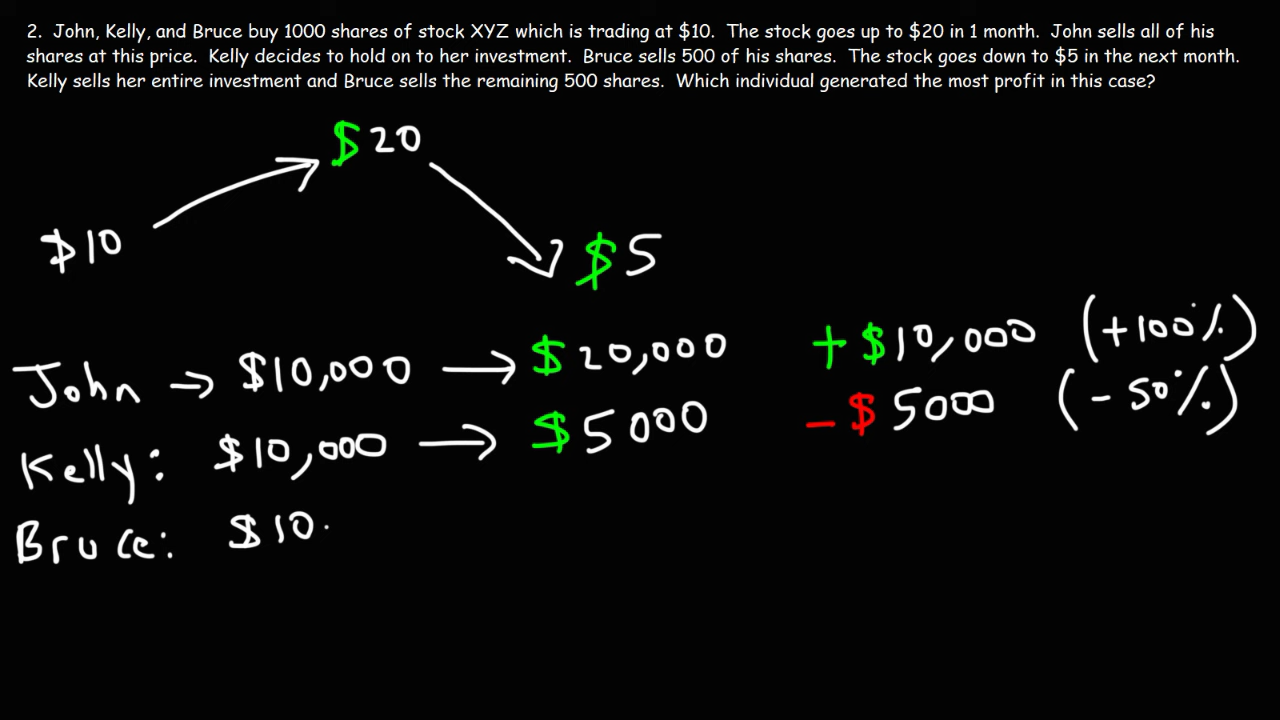 2. John, Kelly, and Bruce buy 1000 shares of stock XYZ which is trading at $10. The stock goes up to $20 in 1 month. John sells all of his
shares at this price. Kelly decides to hold on to her investment. Bruce sells 500 of his shares. The stock goes down to $5 in the next month.
Kelly sells her entire investment and Bruce sells the remaining 500 shares. Which individual generated the most profit in this case?
$20
$10
$5
John → $10,000 → $20,000 +$10,000 (+100%)
Kelly: $10,000 → $5000 -$5000 (-50%)
Bruce: $10.